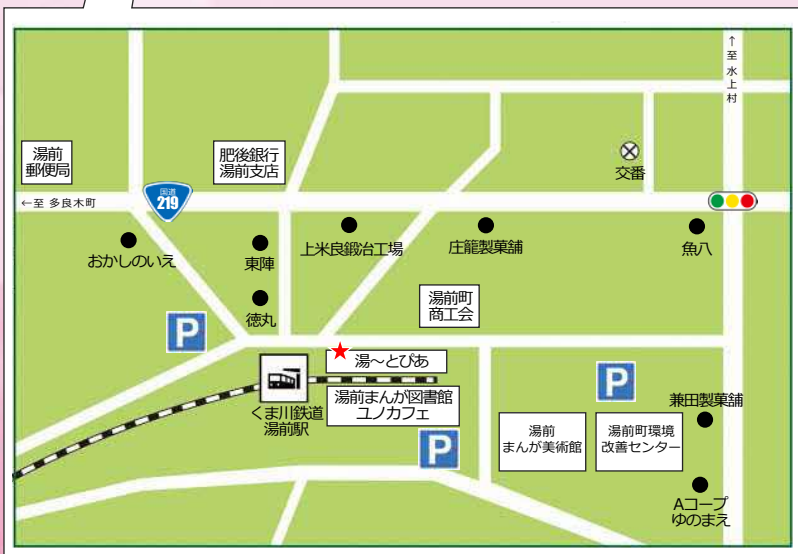 ↑至水上村
湯前
郵便局
肥後銀行
湯前支店
交番
国道
219
←至 多良木町
おかしのいえ
東陣
上米良鍛冶工場
庄籠製菓舗
魚八
徳丸
湯前町
商工会
P
湯〜とぴあ
くま川鉄道
湯前駅
湯前まんが図書館
ユノカフェ
P
兼田製菓舗
P
湯前
まんが美術館
湯前町環境
改善センター
Aコープ
ゆのまえ